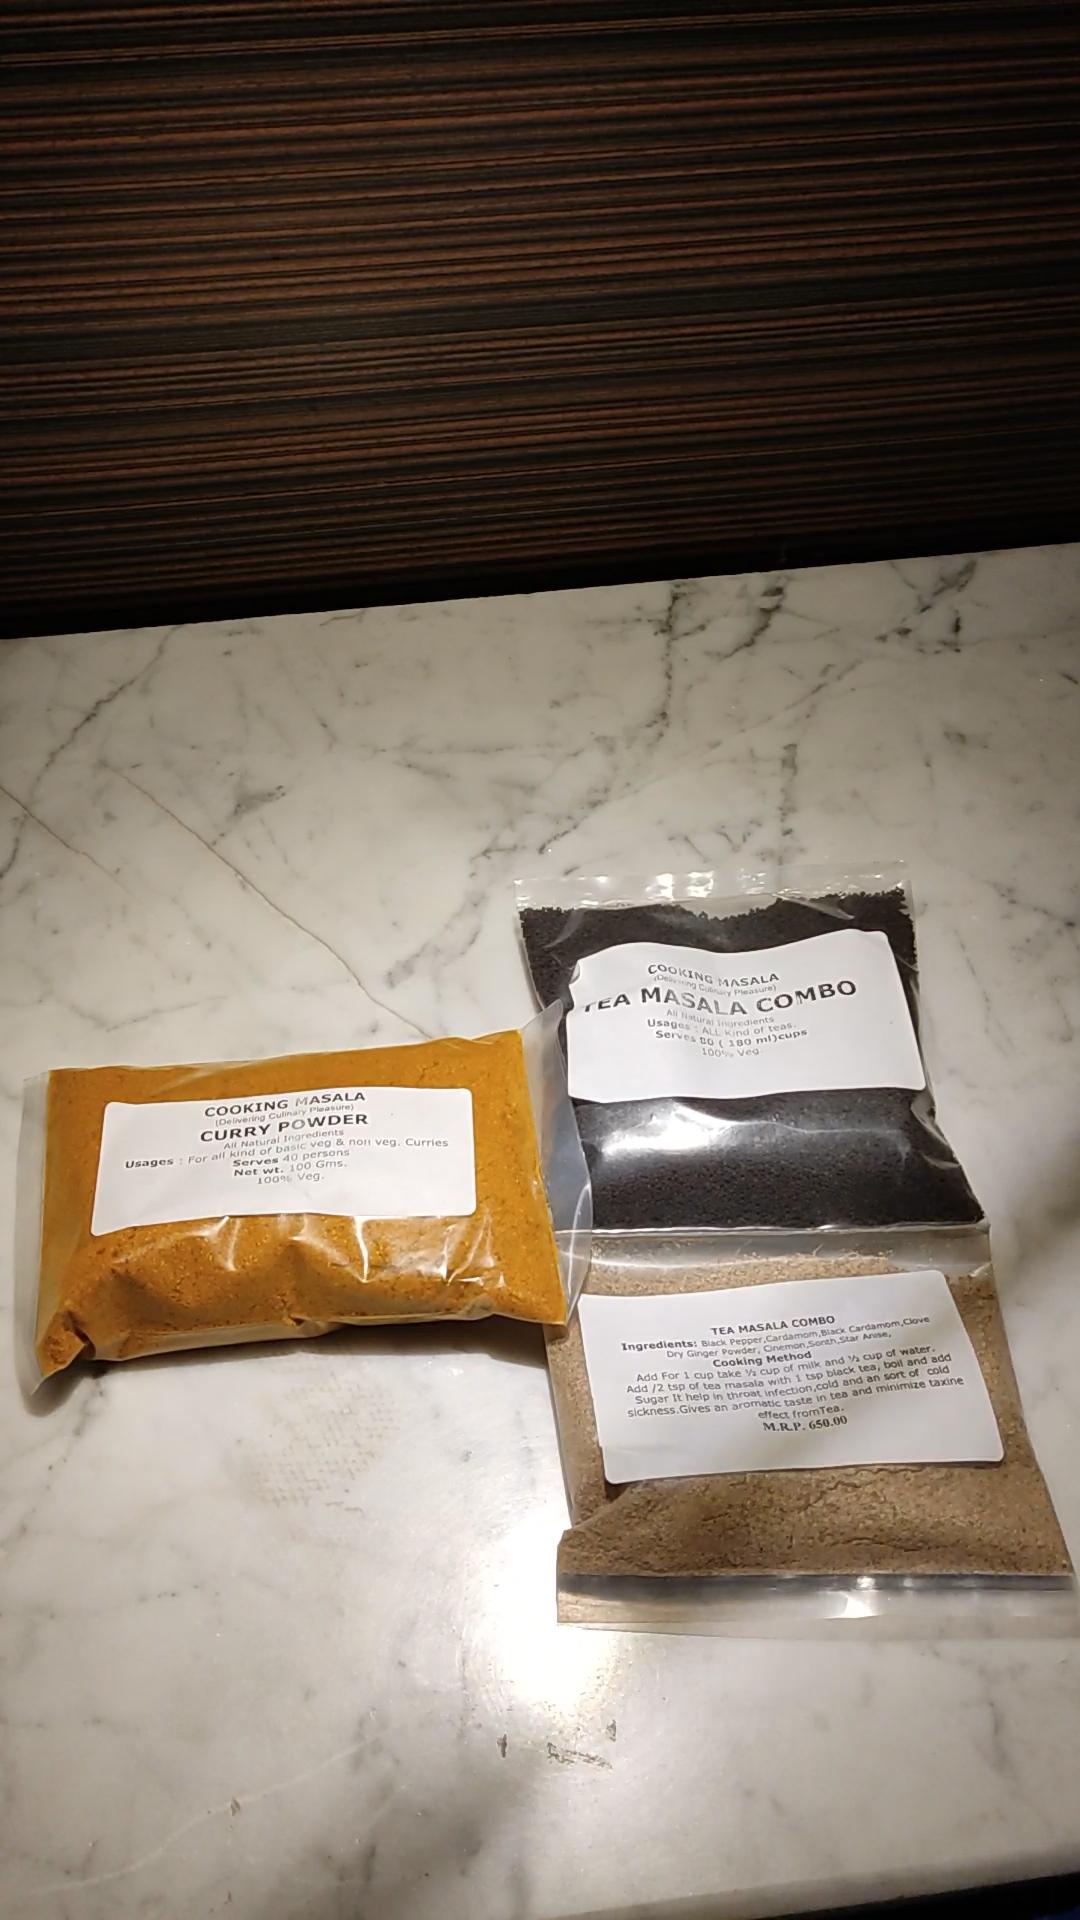 COOKING MASALA
(Delivering Culinary Pleasure)
TEA MASALA COMBO
All Natural Ingredients
Usages : ALL Kind of teas.
Serves 80 ( 180 ml)cups
100% Veg.
COOKING MASALA
(Delivering Culinary Pleasure)
CURRY POWDER
All Natural Ingredients
Usages : For all kind of basic veg & non veg. Curries
Serves 40 persons
Net wt. 100 Gms.
100% Veg.
TEA MASALA COMBO
Ingredients: Black Pepper,Cardamom,Black Cardamom,Clove
Dry Ginger Powder, Cinemon,Sonth,Star Anise,
Cooking Method
Add For 1 cup take ½ cup of milk and ½ cup of water.
Add /2 tsp of tea masala with 1 tsp black tea, boil and add
Sugar It help in throat infection,cold and an sort of cold
sickness.Gives an aromatic taste in tea and minimize taxine
effect fromTea.
M.R.P. 650.00